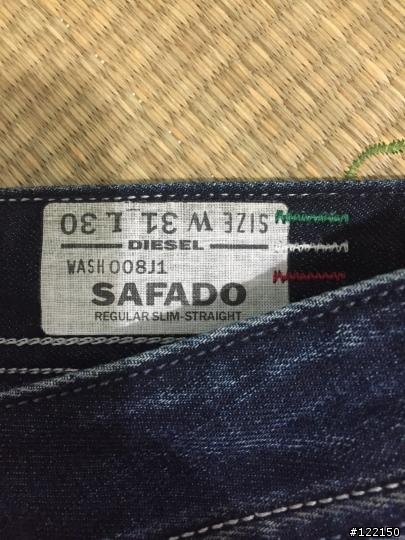 SIZE W 31 L 30
DIESEL
WASH 008J1
SAFADO
REGULAR SLIM-STRAIGHT
#122150